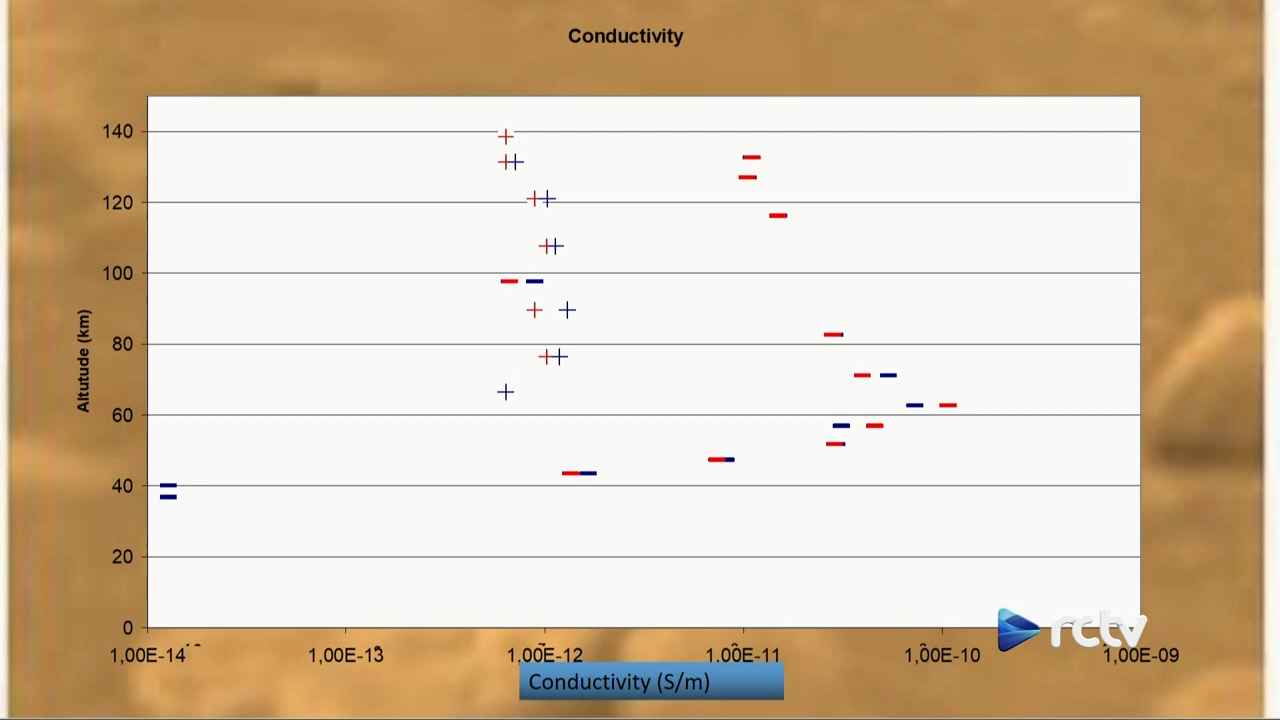 Conductivity
140
120
100
80
60
40
20
0
Altutude (km)
1,00E-14 1,00E-13 1,00E-12 1,00E-11 1,00E-10 1,00E-09
Conductivity (S/m)
rctv